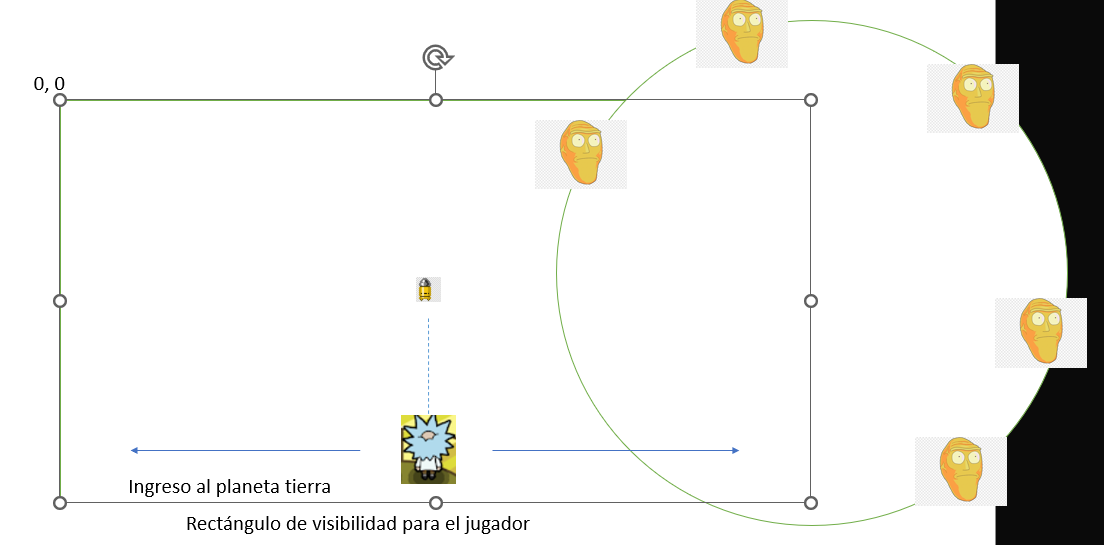 0, 0
Ingreso al planeta tierra
Rectángulo de visibilidad para el jugador